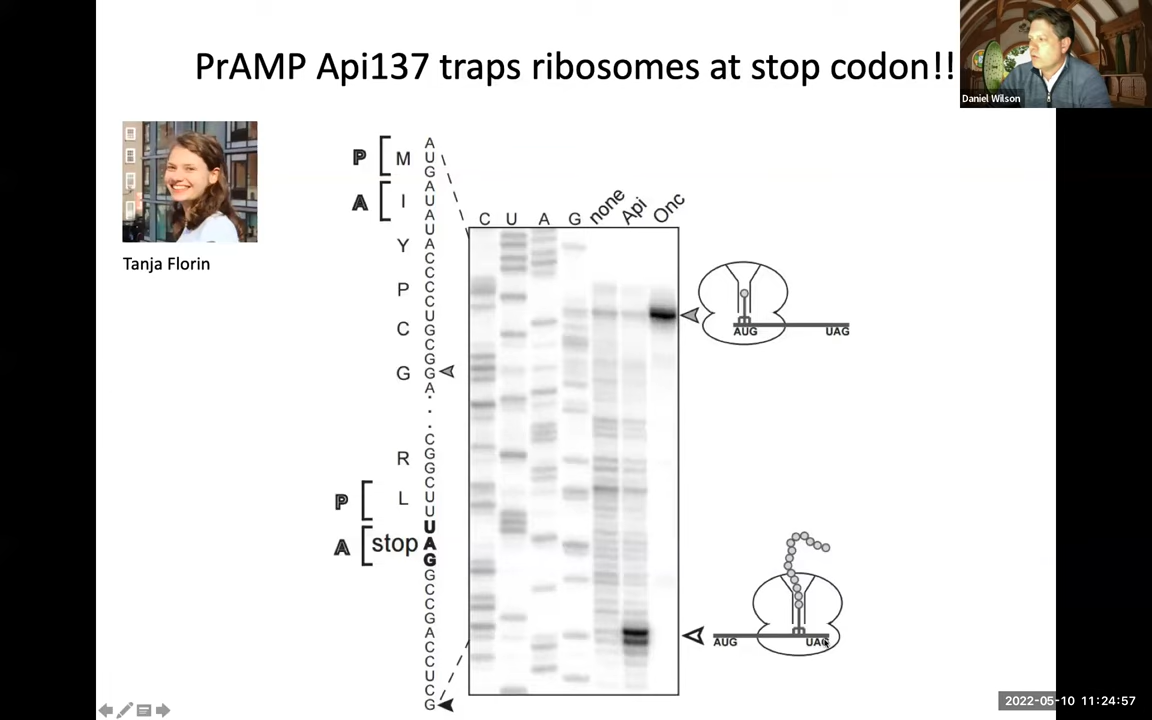 PrAMP Api137 traps ribosomes at stop codon!!
Daniel Wilson
Tanja Florin
P
M
A
I
Y
P
C
G
R
P
L
A
stop
A
U
G
A
U
A
U
A
C
C
C
C
U
G
C
G
G
A
.
.
.
C
G
G
C
U
U
U
A
G
G
C
C
G
A
C
C
U
C
G
C U A G none Api Onc
AUG UAG
AUG UAG
2022-05-10 11:24:57